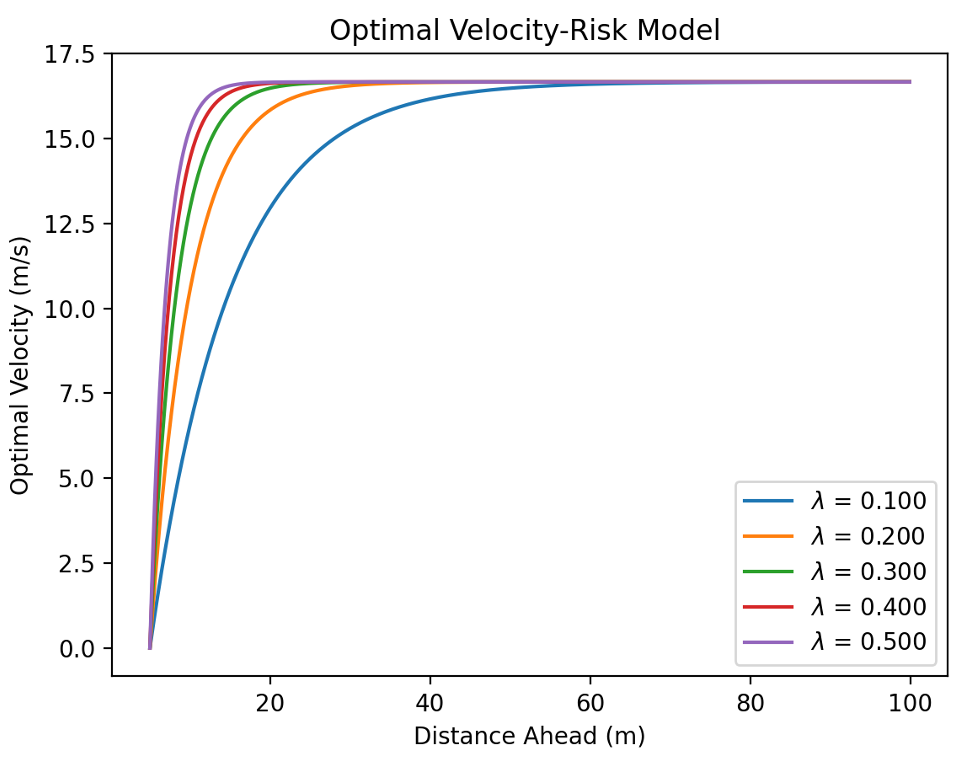 Optimal Velocity-Risk Model
17.5
15.0
12.5
10.0
7.5
5.0
2.5
0.0
Optimal Velocity (m/s)
λ = 0.100
λ = 0.200
λ = 0.300
λ = 0.400
λ = 0.500
20 40 60 80 100
Distance Ahead (m)